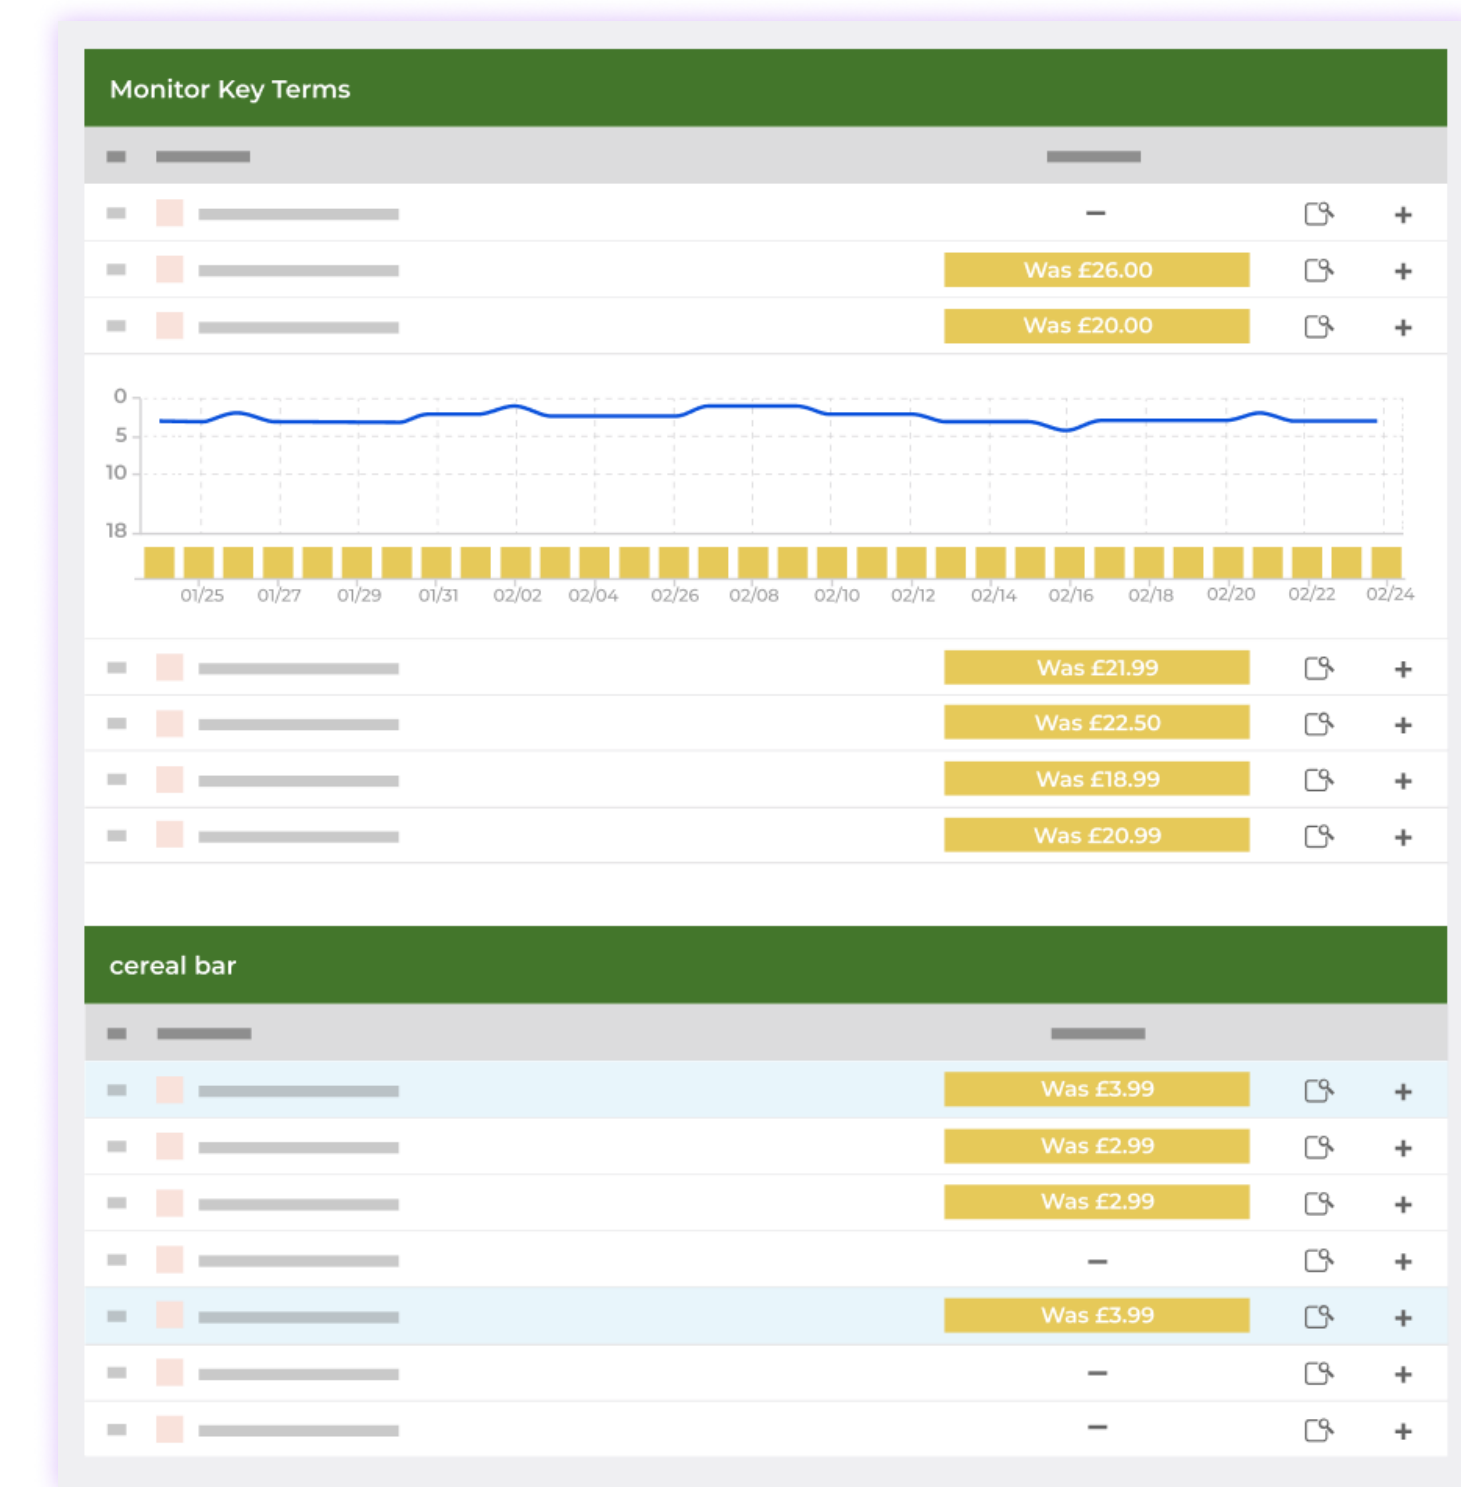 Monitor Key Terms
–
Was £26.00
Was £20.00
0
5
10
18
01/25 01/27 01/29 01/31 02/02 02/04 02/26 02/08 02/10 02/12 02/14 02/16 02/18 02/20 02/22 02/24
Was £21.99
Was £22.50
Was £18.99
Was £20.99
cereal bar
Was £3.99
Was £2.99
Was £2.99
–
Was £3.99
–
–